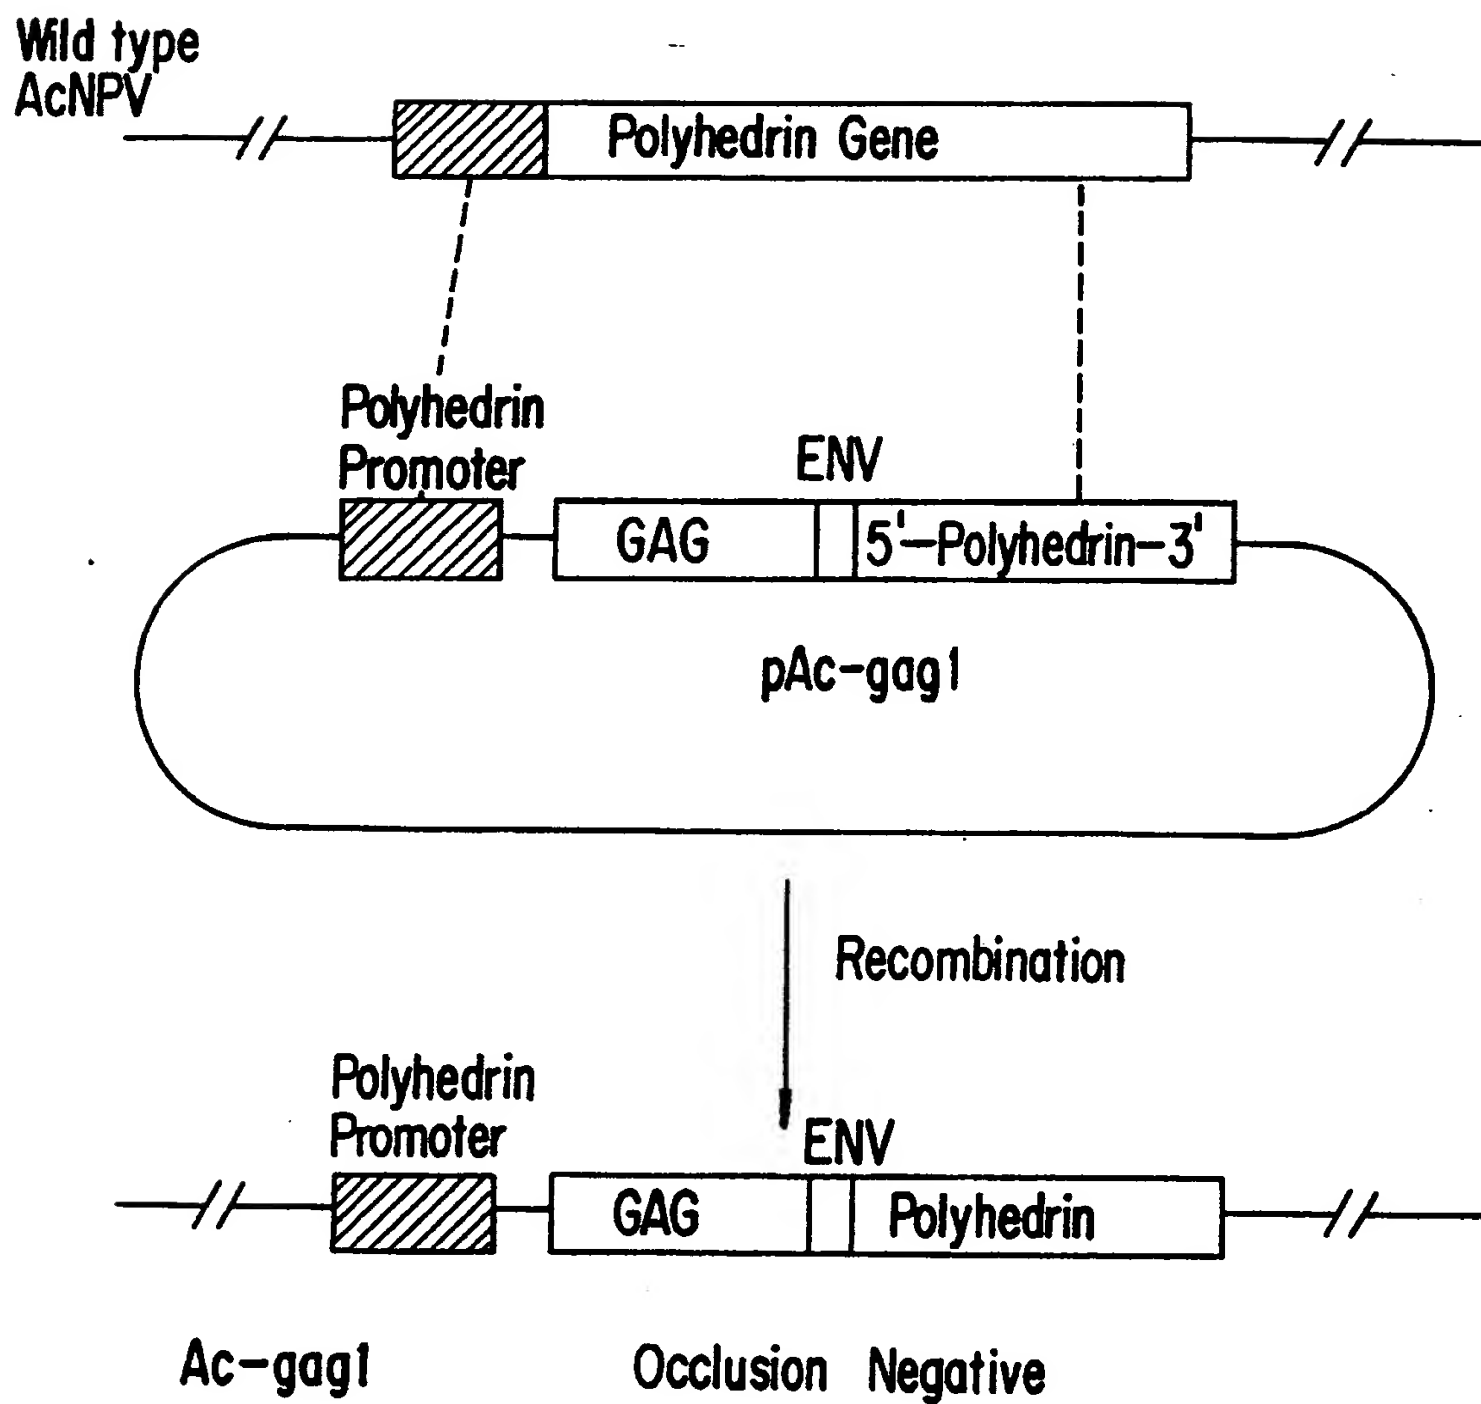 Wild type
AcNPV
Polyhedrin Gene
Polyhedrin
Promoter
ENV
GAG
5'-Polyhedrin-3'
pAc-gag1
Recombination
Polyhedrin
Promoter
ENV
GAG
Polyhedrin
Ac-gag1
Occlusion Negative